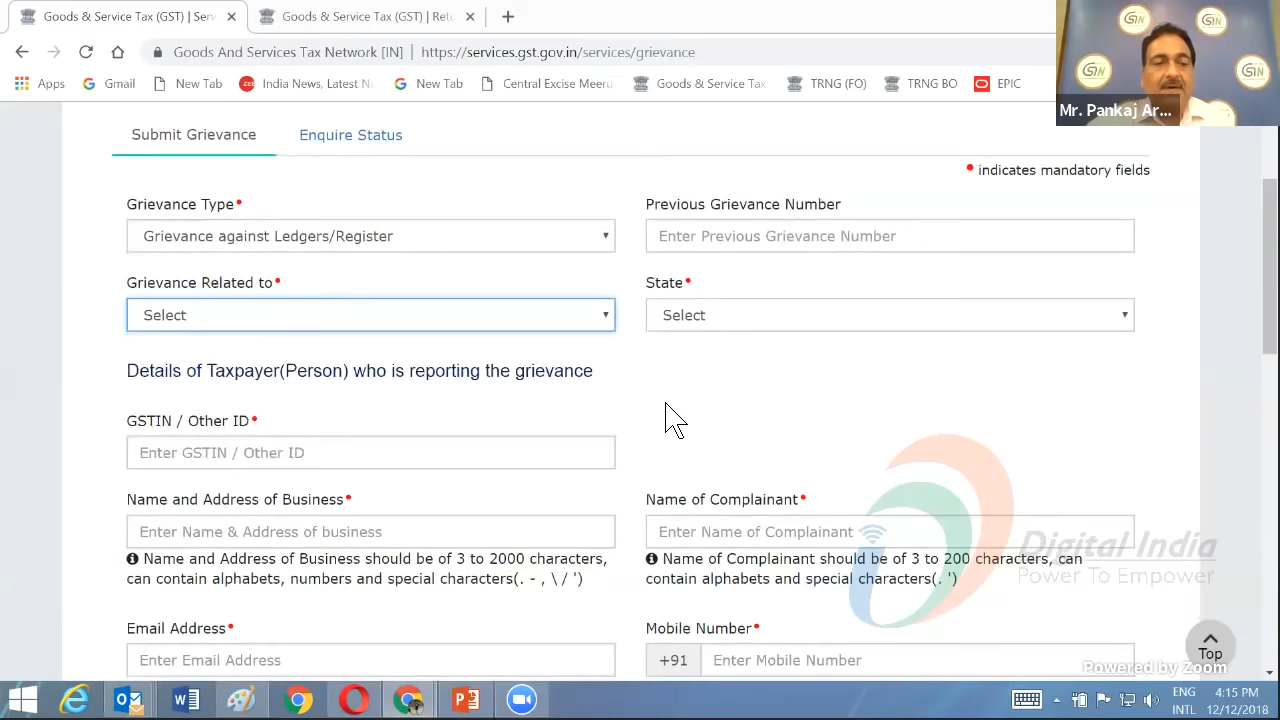 Goods & Service Tax (GST) | Serv
Goods & Service Tax (GST) | Retu
Goods And Services Tax Network [IN] | https://services.gst.gov.in/services/grievance
Apps Gmail New Tab India News, Latest Ne New Tab Central Excise Meeru Goods & Service Tax TRNG (FO) TRNG BO EPIC
Mr. Pankaj Ar...
Submit Grievance Enquire Status
• indicates mandatory fields
Grievance Type• Previous Grievance Number
Grievance against Ledgers/Register Enter Previous Grievance Number
Grievance Related to• State•
Select Select
Details of Taxpayer(Person) who is reporting the grievance
GSTIN / Other ID•
Enter GSTIN / Other ID
Name and Address of Business• Name of Complainant•
Enter Name & Address of business Enter Name of Complainant
Name and Address of Business should be of 3 to 2000 characters,
can contain alphabets, numbers and special characters(. - , \ / ')
Name of Complainant should be of 3 to 200 characters, can
contain alphabets and special characters(. ')
Digital India
Power To Empower
Email Address• Mobile Number•
Enter Email Address +91 Enter Mobile Number
Top
Powered by Zoom
ENG 4:15 PM
INTL 12/12/2018